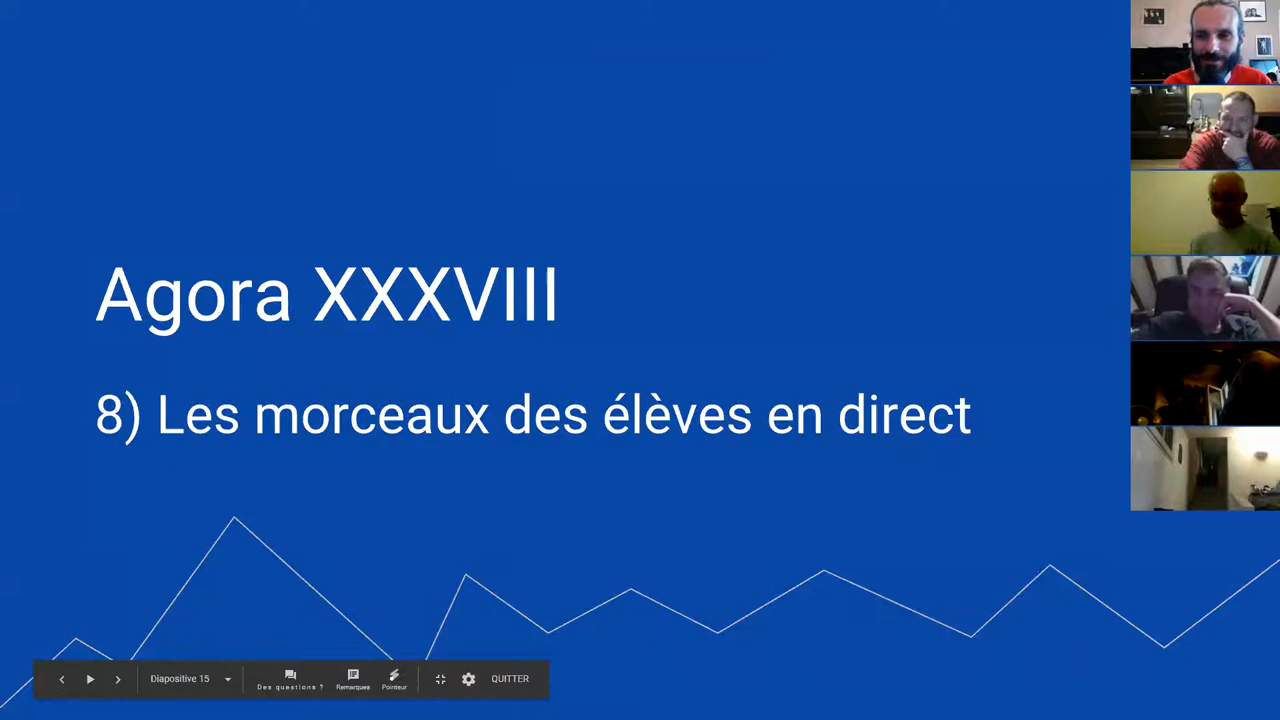 Agora XXXVIII
8) Les morceaux des élèves en direct
Diapositive 15
Des questions ?
Remarques
Pointeur
QUITTER